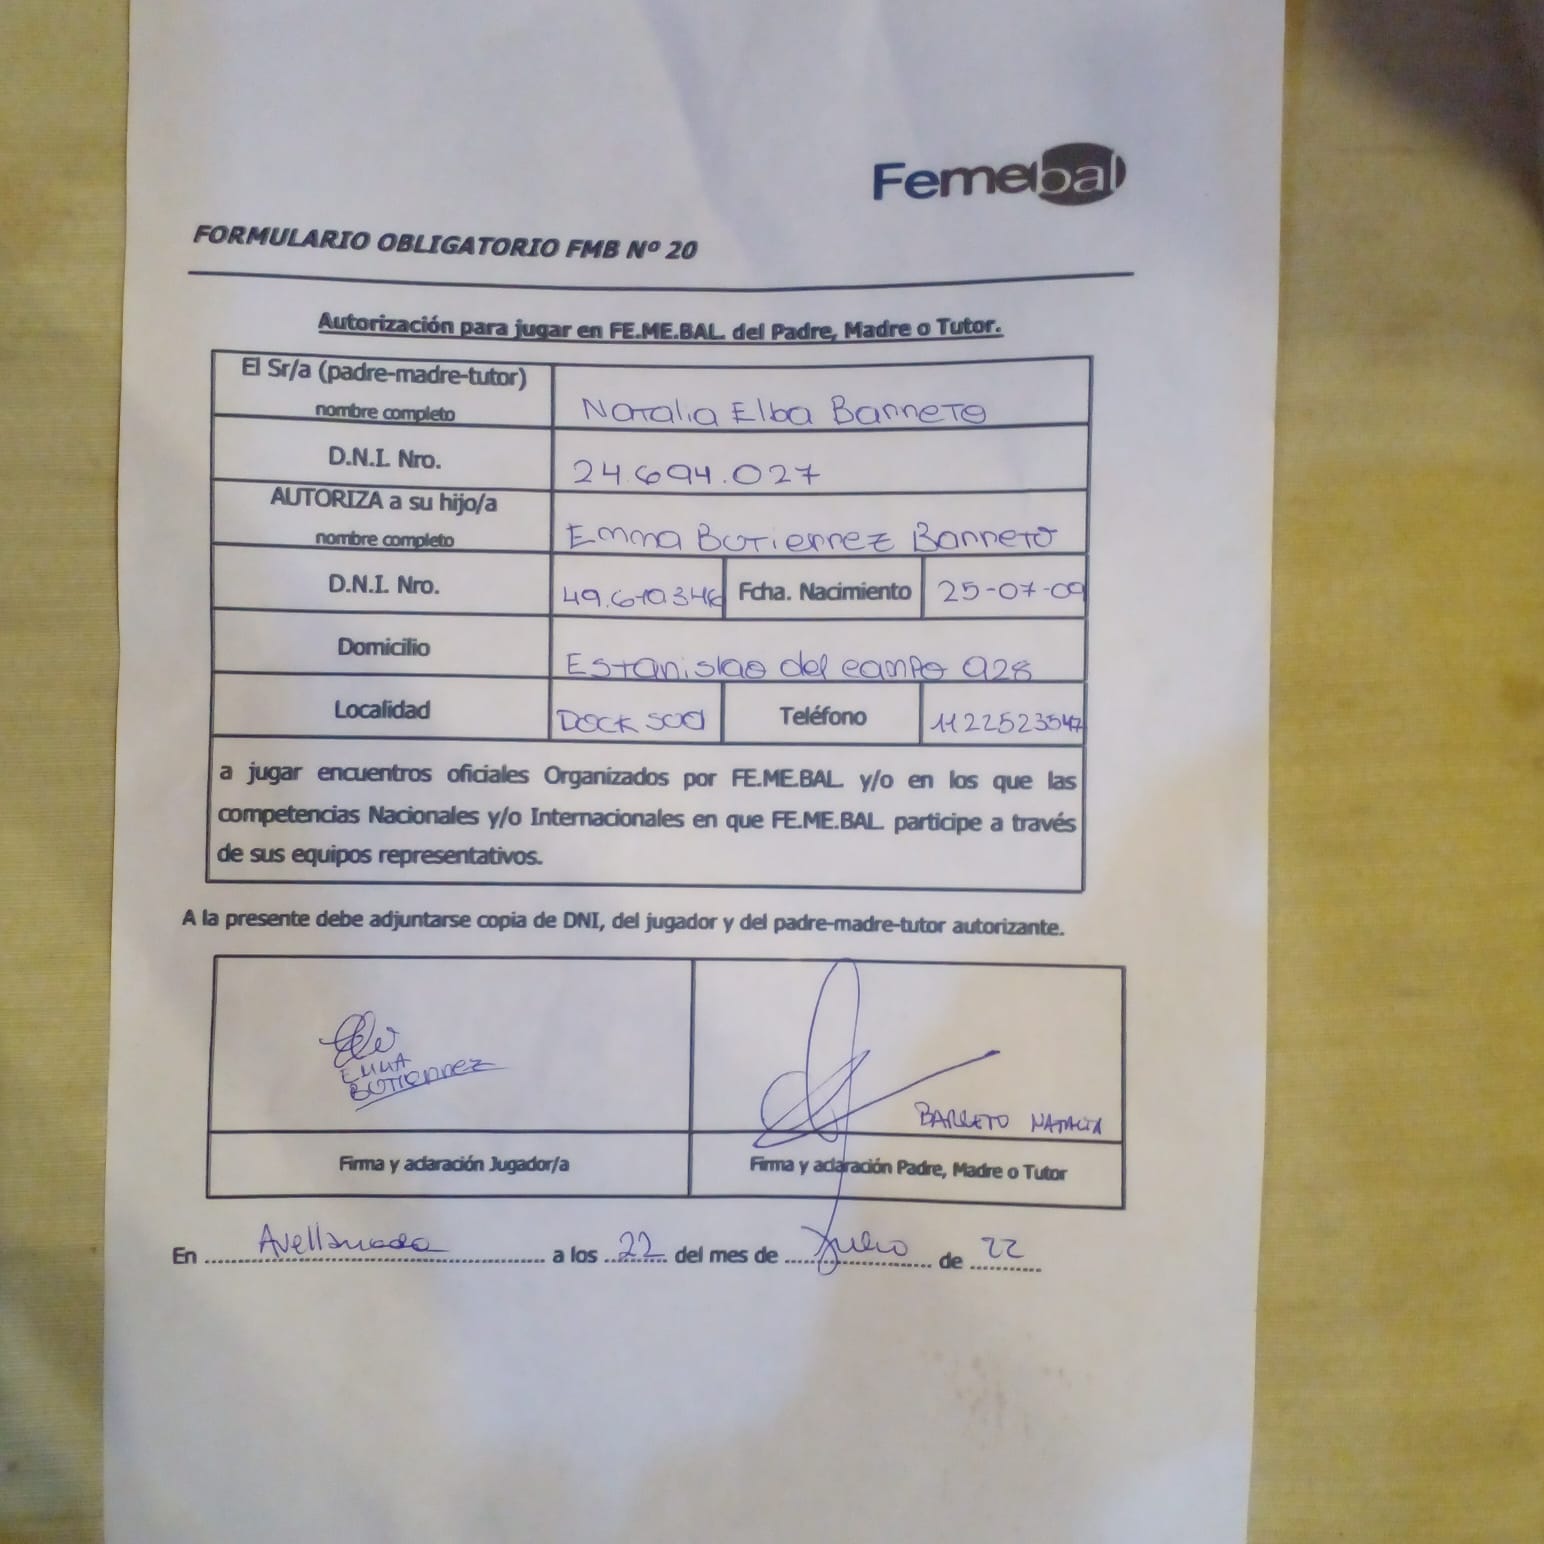 Femebal
FORMULARIO OBLIGATORIO FMB Nº 20
Autorización para jugar en FE.ME.BAL. del Padre, Madre o Tutor.
El Sr/a (padre-madre-tutor)
nombre completo
Natalia Elba Barreto
D.N.I. Nro.
24.694.027
AUTORIZA a su hijo/a
nombre completo
Emma Butierrez Barreto
D.N.I. Nro.
Fcha. Nacimiento
25-07-09
Domicilio
Estanislao del campo 928
Localidad
DOCK SUD
Teléfono
1122523547
a jugar encuentros oficiales Organizados por FE.ME.BAL. y/o en los que las
competencias Nacionales y/o Internacionales en que FE.ME.BAL. participe a través
de sus equipos representativos.
A la presente debe adjuntarse copia de DNI, del jugador y del padre-madre-tutor autorizante.
EMMA
BUTIERREZ
BARRETO NATALIA
Firma y aclaración Jugador/a
Firma y aclaración Padre, Madre o Tutor
En Avellaneda a los 22 del mes de Julio de 22